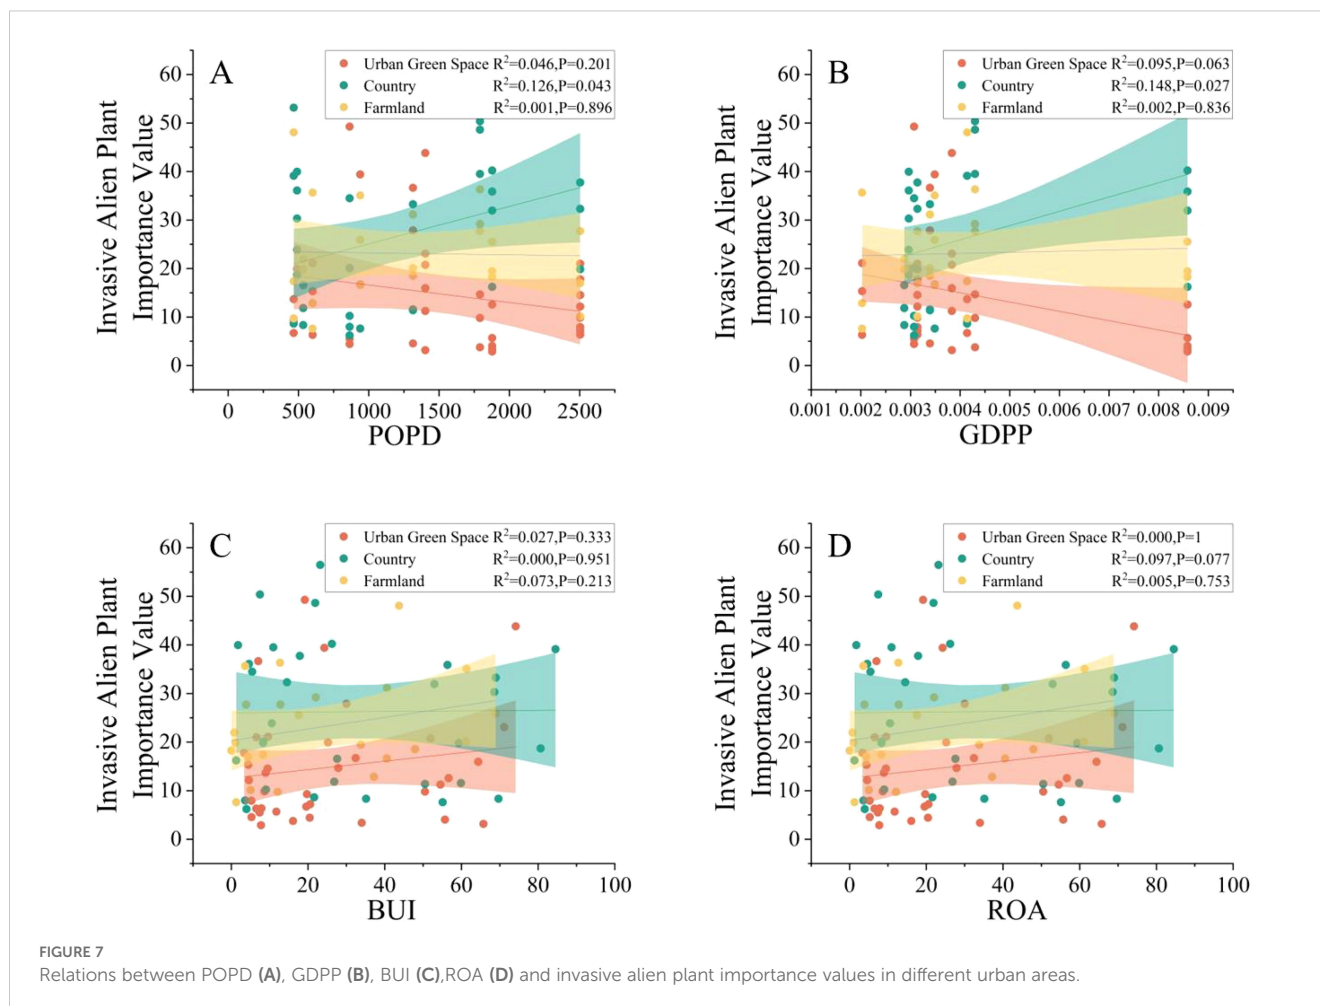 A
Urban Green Space R²=0.046,P=0.201
Country R²=0.126,P=0.043
Farmland R²=0.001,P=0.896
60
50
40
30
20
10
0
Invasive Alien Plant
Importance Value
0 500 1000 1500 2000 2500
POPD
B
Urban Green Space R²=0.095,P=0.063
Country R²=0.148,P=0.027
Farmland R²=0.002,P=0.836
60
50
40
30
20
10
0
Invasive Alien Plant
Importance Value
0.001 0.002 0.003 0.004 0.005 0.006 0.007 0.008 0.009
GDPP
C
Urban Green Space R²=0.027,P=0.333
Country R²=0.000,P=0.951
Farmland R²=0.073,P=0.213
60
50
40
30
20
10
0
Invasive Alien Plant
Importance Value
0 20 40 60 80 100
BUI
D
Urban Green Space R²=0.000,P=1
Country R²=0.097,P=0.077
Farmland R²=0.005,P=0.753
60
50
40
30
20
10
0
Invasive Alien Plant
Importance Value
0 20 40 60 80 100
ROA
FIGURE 7
Relations between POPD (A), GDPP (B), BUI (C),ROA (D) and invasive alien plant importance values in different urban areas.